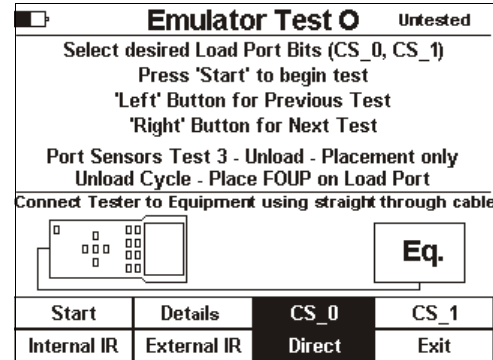 Emulator Test O Untested
Select desired Load Port Bits (CS_0, CS_1)
Press 'Start' to begin test
'Left' Button for Previous Test
'Right' Button for Next Test
Port Sensors Test 3 - Unload - Placement only
Unload Cycle - Place FOUP on Load Port
Connect Tester to Equipment using straight through cable
Eq.
Start Details CS_0 CS_1
Internal IR External IR Direct Exit